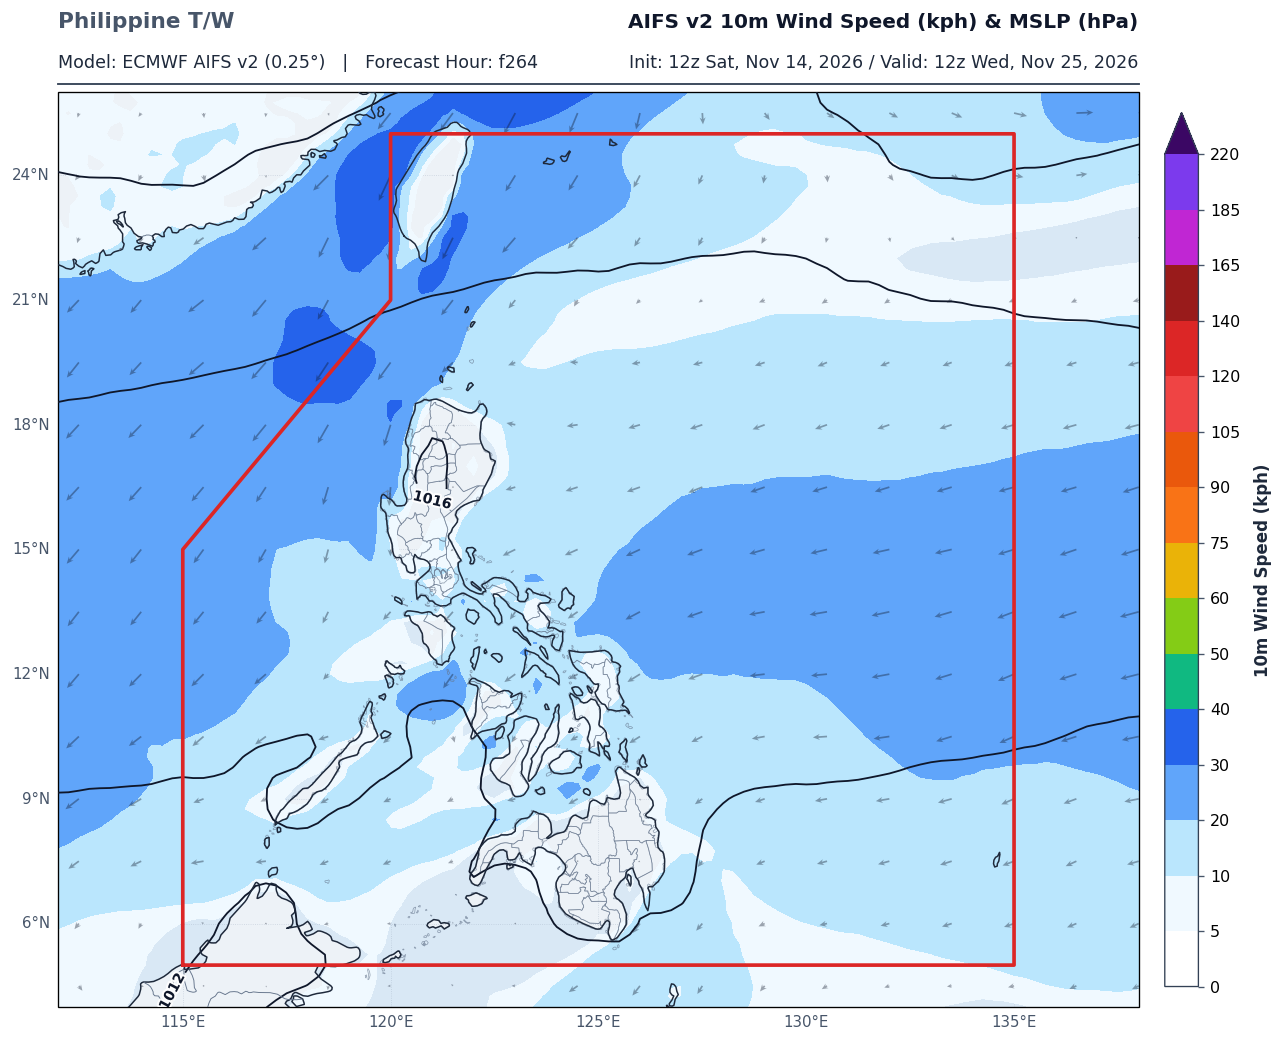 Philippine T/W
AIFS v2 10m Wind Speed (kph) & MSLP (hPa)
Model: ECMWF AIFS v2 (0.25°) | Forecast Hour: f264
Init: 12z Sat, Nov 14, 2026 / Valid: 12z Wed, Nov 25, 2026
24°N
21°N
18°N
15°N
12°N
9°N
6°N
1016
1012
115°E
120°E
125°E
130°E
135°E
220
185
165
140
120
105
90
75
60
50
40
30
20
10
5
0
10m Wind Speed (kph)